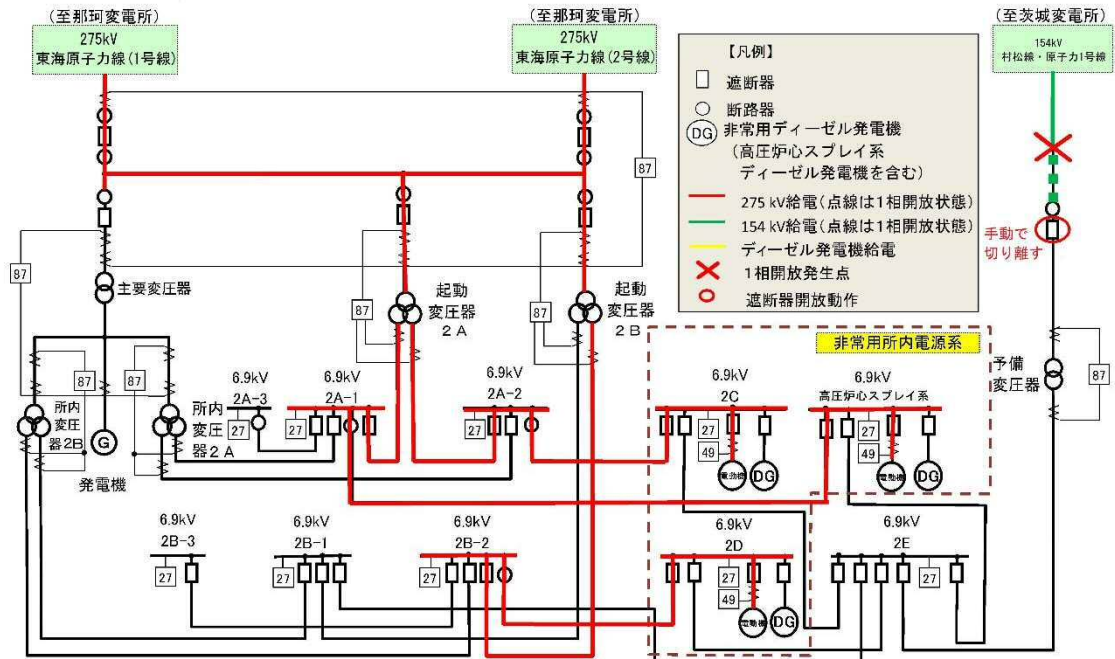 (至那珂変電所)
275kV
東海原子力線(1号線)
(至那珂変電所)
275kV
東海原子力線(2号線)
(至茨城変電所)
154kV
村松線・原子力1号線
【凡例】
遮断器
断路器
DG
非常用ディーゼル発電機
(高圧炉心スプレイ系
ディーゼル発電機を含む)
275 kV給電(点線は1相開放状態)
154 kV給電(点線は1相開放状態)
ディーゼル発電機給電
1相開放発生点
遮断器開放動作
手動で
切り離す
87
87
87
87
主要変圧器
起動
変圧器
2A
起動
変圧器
2B
87
87
所内
変圧
器2B
G
発電機
所内
変圧
器2A
予備
変圧器
87
非常用所内電源系
6.9kV
2A-3
27
6.9kV
2A-1
27
6.9kV
2A-2
27
6.9kV
2C
27
49
電動機
DG
6.9kV
高圧炉心スプレイ系
27
49
電動機
DG
6.9kV
2B-3
27
6.9kV
2B-1
27
6.9kV
2B-2
27
6.9kV
2D
27
49
電動機
DG
6.9kV
2E
27